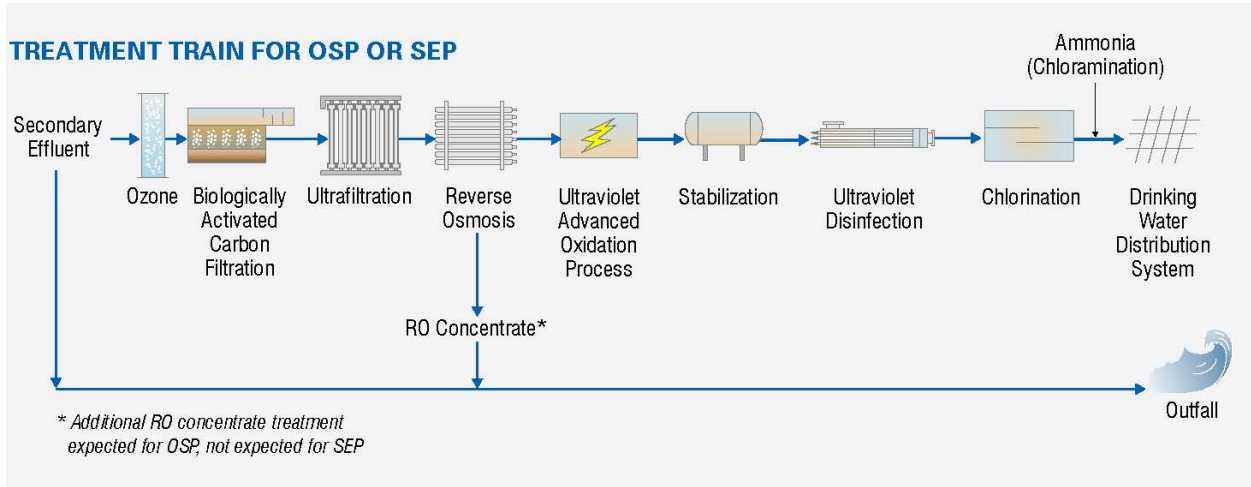 TREATMENT TRAIN FOR OSP OR SEP
Ammonia
(Chloramination)
Secondary
Effluent
Ozone
Biologically
Activated
Carbon
Filtration
Ultrafiltration
Reverse
Osmosis
Ultraviolet
Advanced
Oxidation
Process
Stabilization
Ultraviolet
Disinfection
Chlorination
Drinking
Water
Distribution
System
RO Concentrate*
Outfall
* Additional RO concentrate treatment
expected for OSP, not expected for SEP